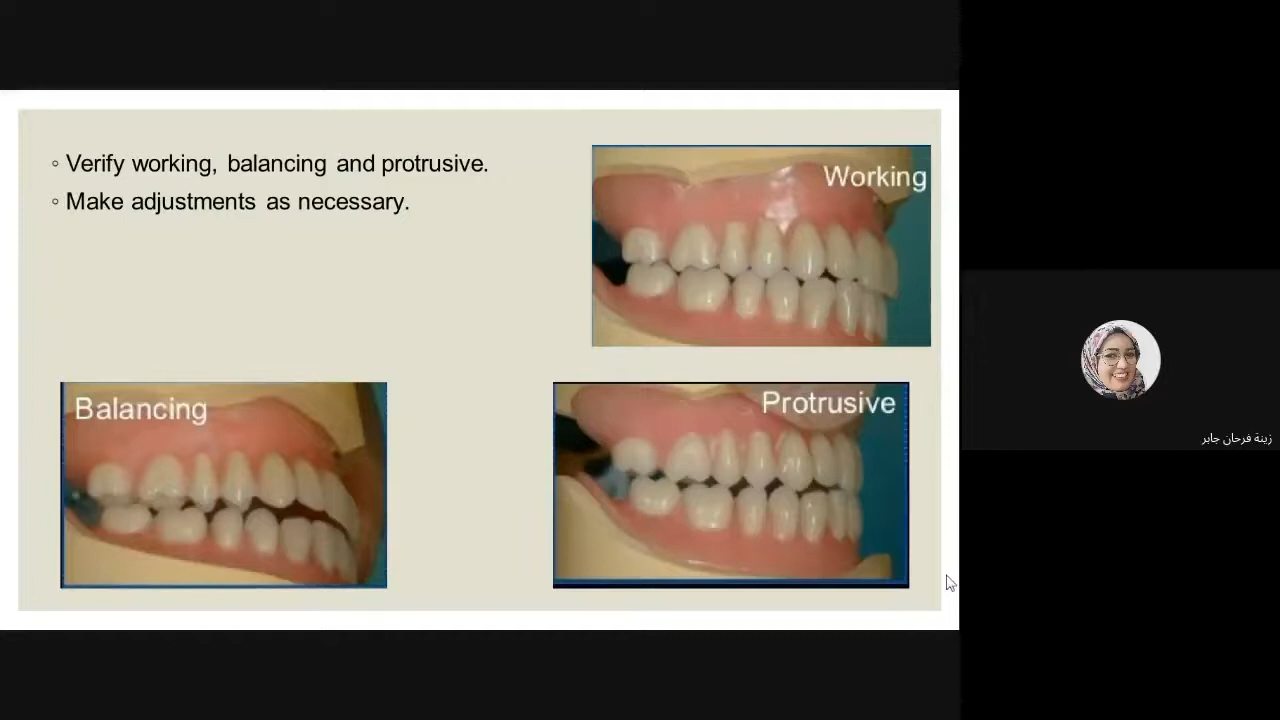 ◦ Verify working, balancing and protrusive.
◦ Make adjustments as necessary.
Working
Balancing
Protrusive
زينة فرحان جابر